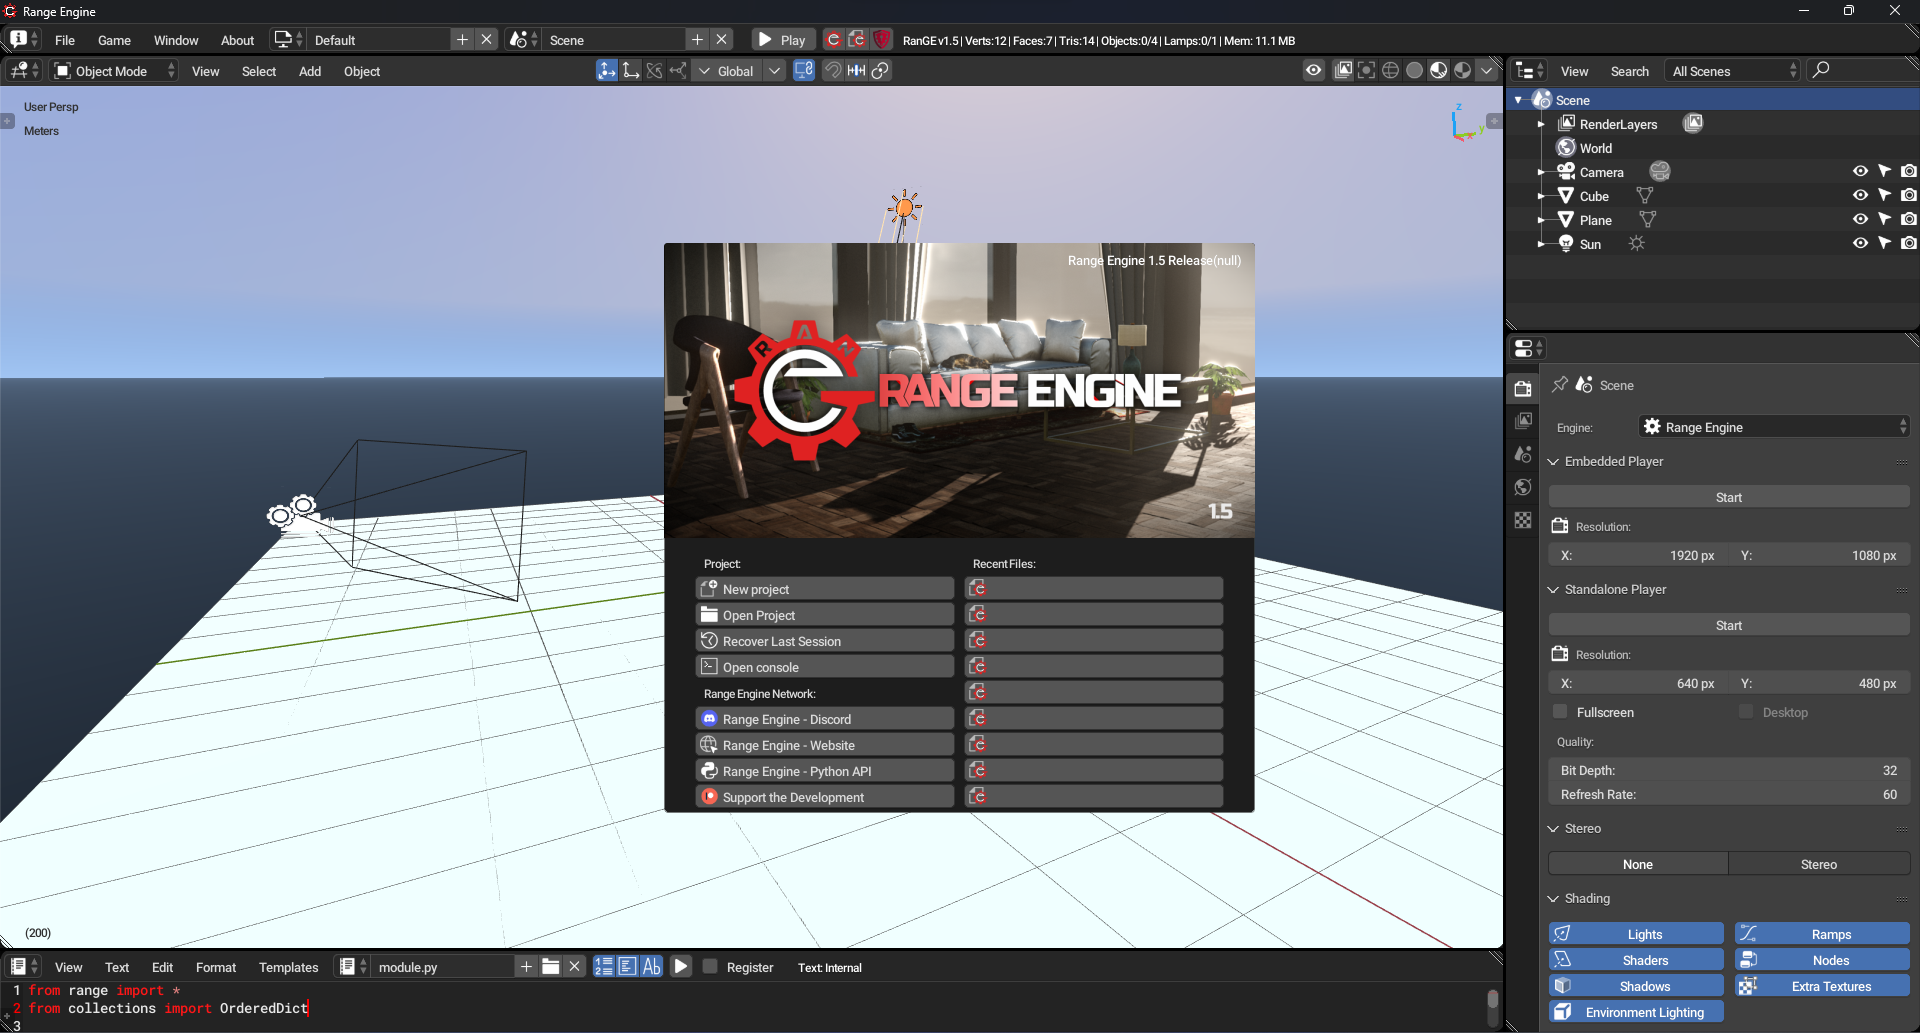 Range Engine
File Game Window About Default Scene Play RanGE v1.5 | Verts:12 | Faces:7 | Tris:14 | Objects:0/4 | Lamps:0/1 | Mem: 11.1 MB
Object Mode View Select Add Object Global
User Persp
Meters
z
y
x
(200)
Range Engine 1.5 Release(null)
RAN
RANGE ENGINE
1.5
Project:
New project
Open Project
Recover Last Session
Open console
Range Engine Network:
Range Engine - Discord
Range Engine - Website
Range Engine - Python API
Support the Development
Recent Files:
View Search All Scenes
Scene
RenderLayers
World
Camera
Cube
Plane
Sun
Scene
Engine: Range Engine
Embedded Player
Start
Resolution:
X: 1920 px Y: 1080 px
Standalone Player
Start
Resolution:
X: 640 px Y: 480 px
Fullscreen Desktop
Quality:
Bit Depth: 32
Refresh Rate: 60
Stereo
None Stereo
Shading
Lights Ramps
Shaders Nodes
Shadows Extra Textures
Environment Lighting
View Text Edit Format Templates module.py Ab Register Text: Internal
1 from range import *
2 from collections import OrderedDict
3